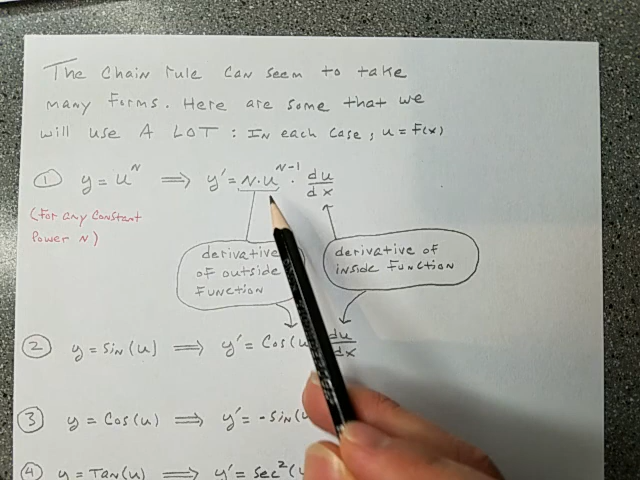 The chain rule can seem to take
many forms. Here are some that we
will use A LOT: In each case, u = f(x)
① y = u^N ⟹ y' = N·u^(N-1) · du/dx
(for any constant
power N)
derivative
of outside
function
derivative of
inside function
② y = sin(u) ⟹ y' = cos(u du/dx
③ y = cos(u) ⟹ y' = -sin(u
④ y = Tan(u) ⟹ y' = sec²(u